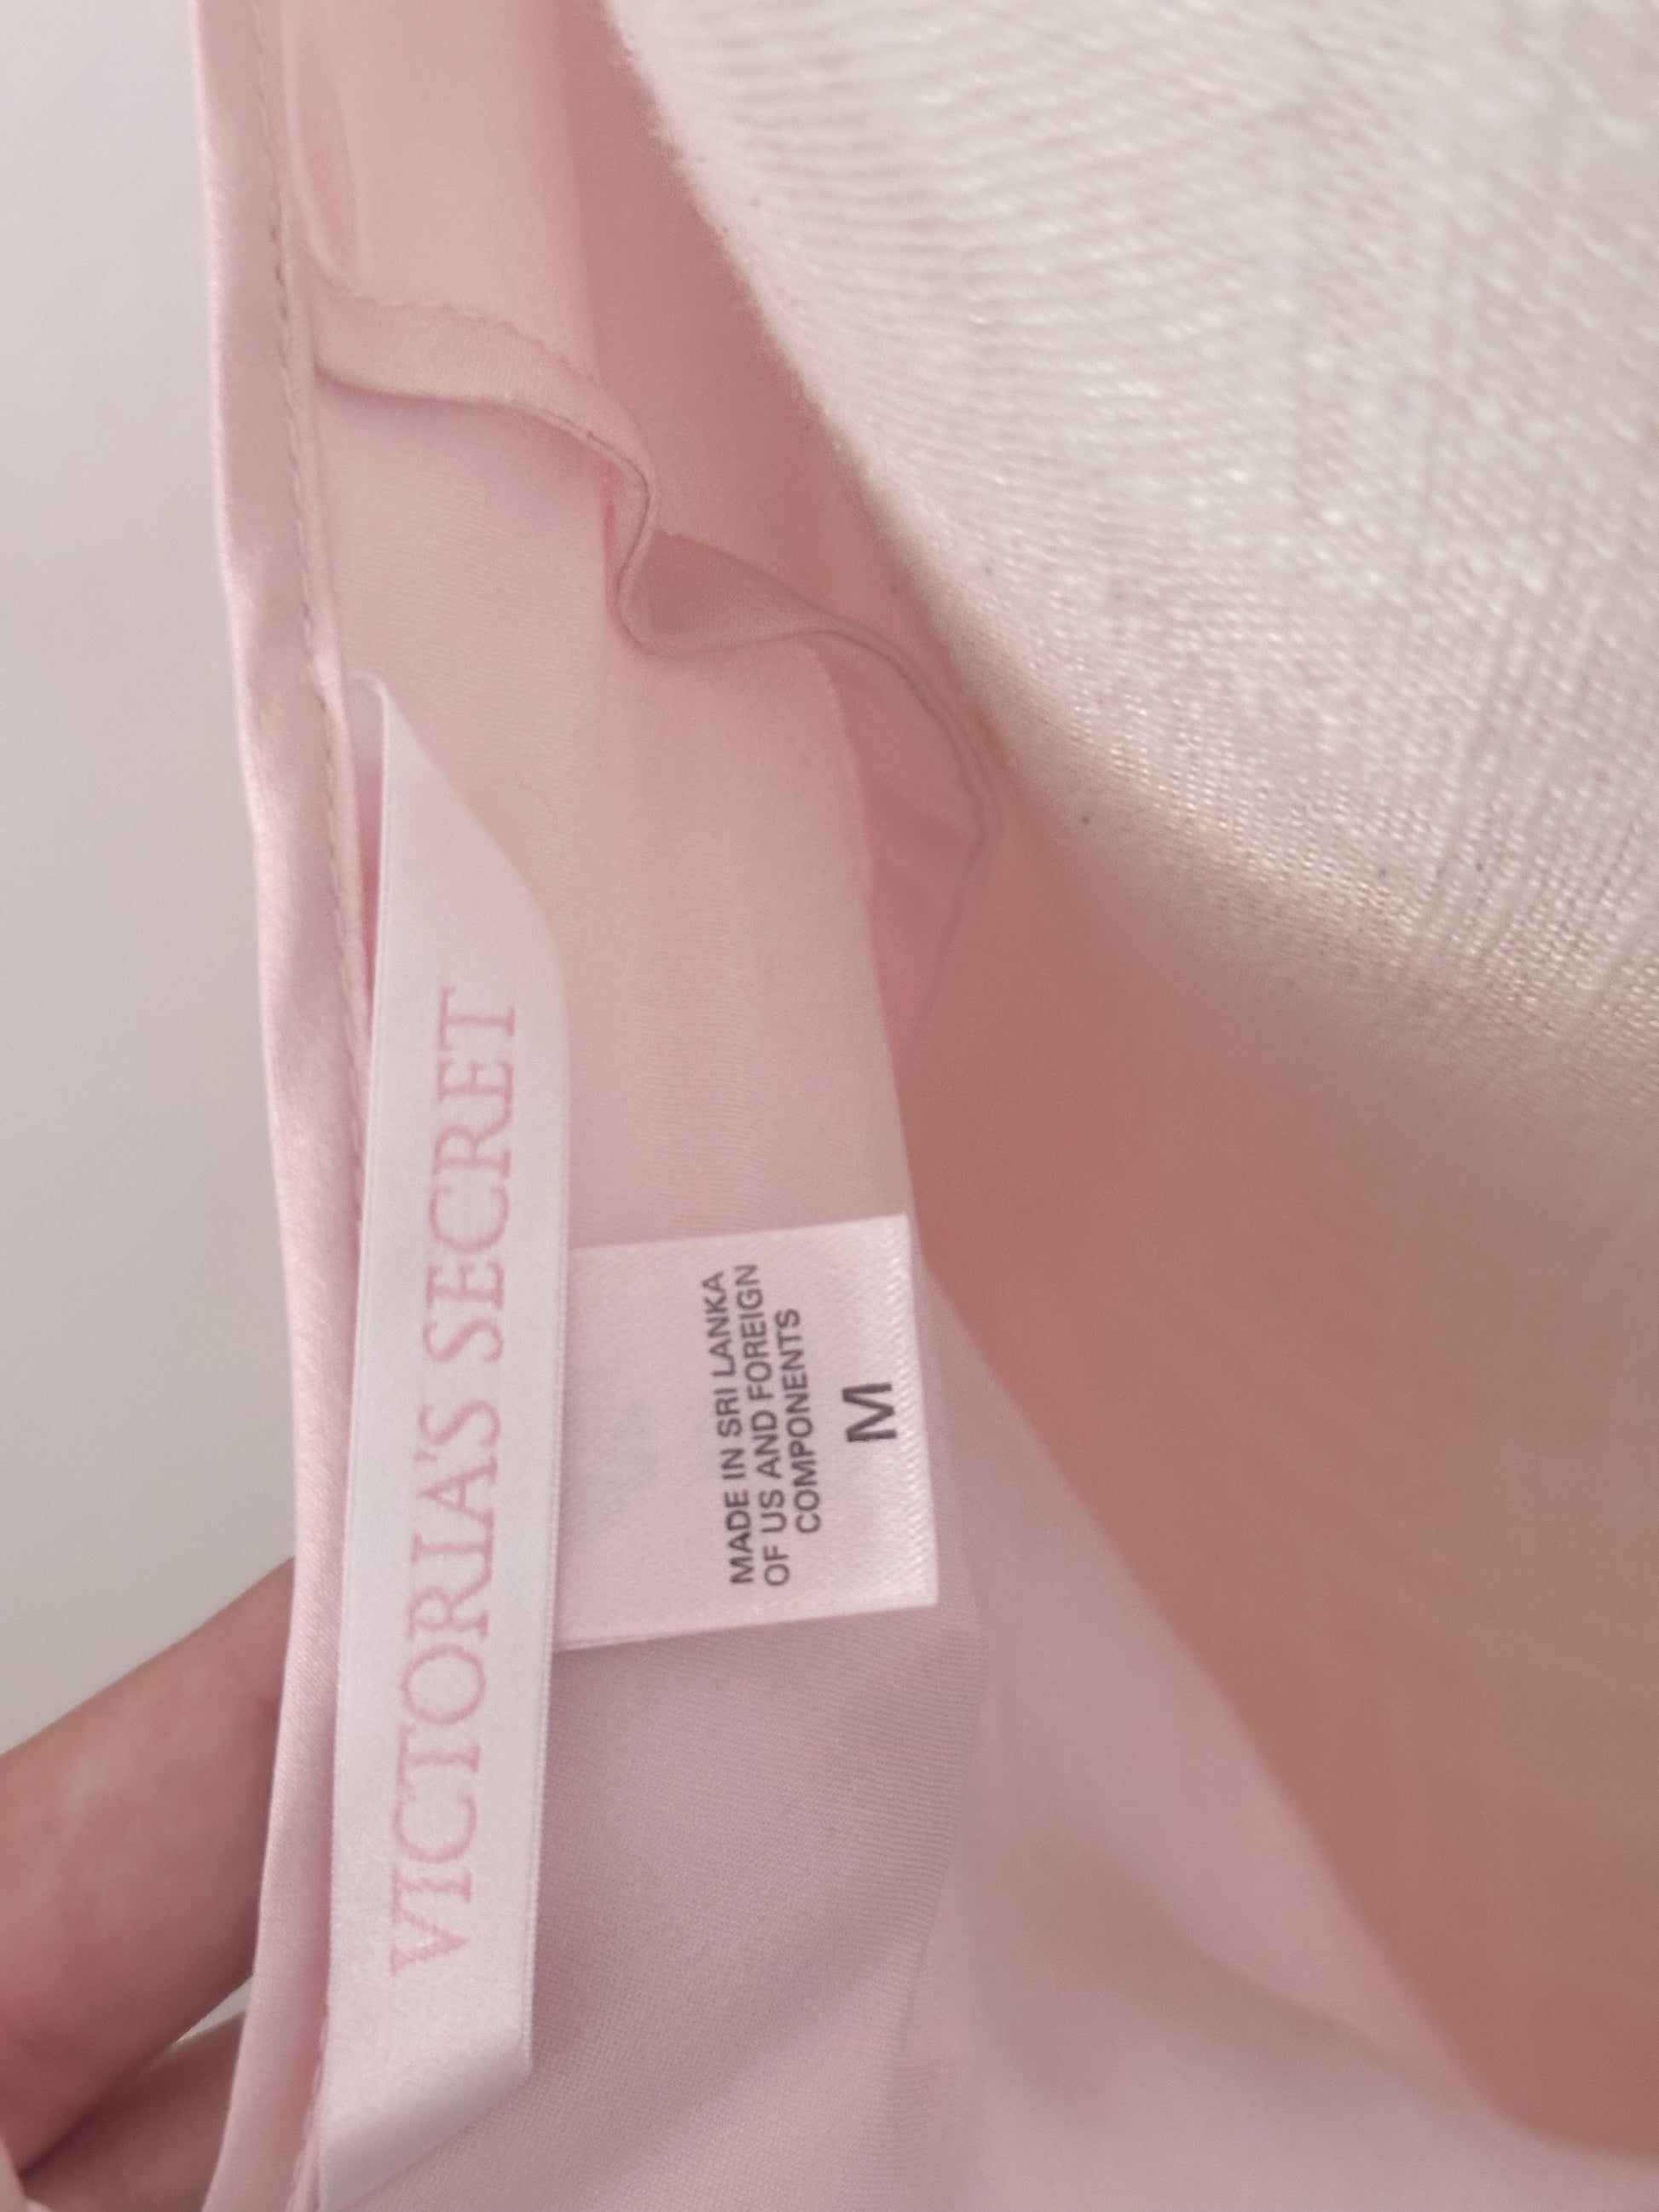 VICTORIA'S SECRET
MADE IN SRI LANKA
OF US AND FOREIGN
COMPONENTS
M